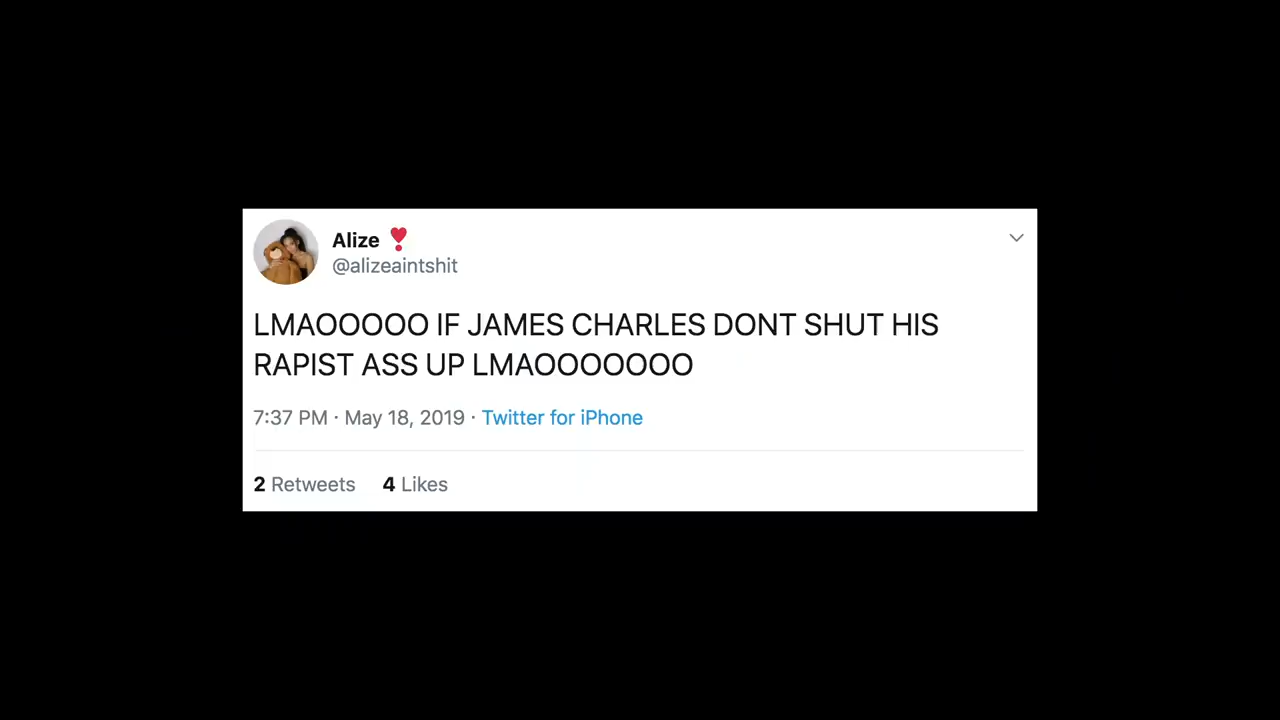 Alize ❣️
@alizeaintshit
LMAOOOOO IF JAMES CHARLES DONT SHUT HIS
RAPIST ASS UP LMAOOOOOOO
7:37 PM · May 18, 2019 · Twitter for iPhone
2 Retweets 4 Likes